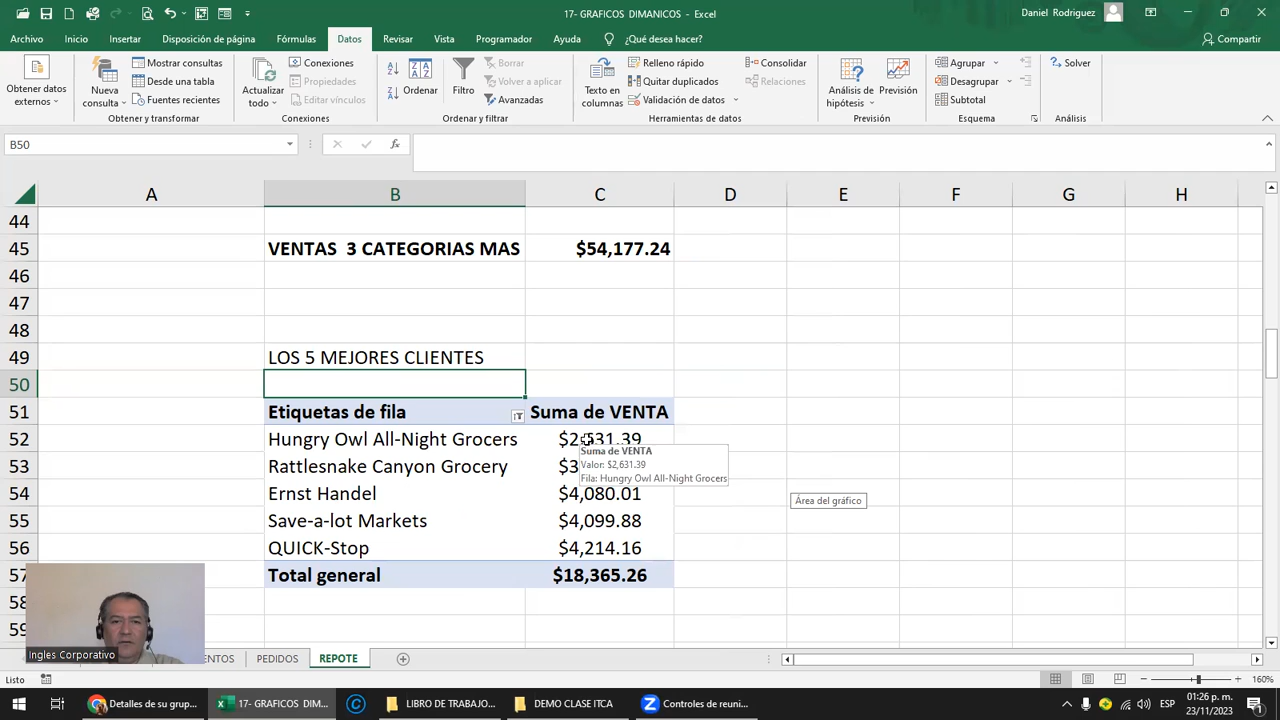 17- GRAFICOS DIMANICOS - Excel
Daniel Rodriguez
Archivo Inicio Insertar Disposición de página Fórmulas Datos Revisar Vista Programador Ayuda ¿Qué desea hacer? Compartir
Obtener datos externos
Nueva consulta
Mostrar consultas
Desde una tabla
Fuentes recientes
Obtener y transformar
Actualizar todo
Conexiones
Propiedades
Editar vínculos
Conexiones
Ordenar
Filtro
Borrar
Volver a aplicar
Avanzadas
Ordenar y filtrar
Texto en columnas
Relleno rápido
Quitar duplicados
Validación de datos
Consolidar
Relaciones
Herramientas de datos
Análisis de hipótesis
Previsión
Previsión
Agrupar
Desagrupar
Subtotal
Esquema
Solver
Análisis
B50
fx
A B C D E F G H
44
45 VENTAS 3 CATEGORIAS MAS $54,177.24
46
47
48
49 LOS 5 MEJORES CLIENTES
50
51 Etiquetas de fila Suma de VENTA
52 Hungry Owl All-Night Grocers $2,631.39
53 Rattlesnake Canyon Grocery $3
54 Ernst Handel $4,080.01
55 Save-a-lot Markets $4,099.88
56 QUICK-Stop $4,214.16
57 Total general $18,365.26
58
59
Suma de VENTA
Valor: $2,631.39
Fila: Hungry Owl All-Night Grocers
Área del gráfico
Ingles Corporativo
ENTOS PEDIDOS REPOTE
Listo
160%
Detalles de su grup...
17- GRAFICOS DIM...
LIBRO DE TRABAJO...
DEMO CLASE ITCA
Controles de reuni...
ESP
01:26 p. m.
23/11/2023